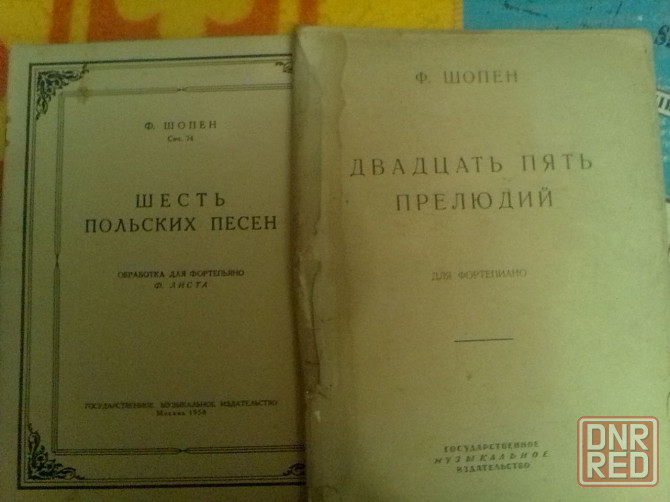 Ф. ШОПЕН
Соч. 74
ШЕСТЬ
ПОЛЬСКИХ ПЕСЕН
ОБРАБОТКА ДЛЯ ФОРТЕПЬЯНО
Ф. ЛИСТА
ГОСУДАРСТВЕННОЕ МУЗЫКАЛЬНОЕ ИЗДАТЕЛЬСТВО
Москва
Ф. ШОПЕН
ДВАДЦАТЬ ПЯТЬ
ПРЕЛЮДИЙ
ДЛЯ ФОРТЕПИАНО
ГОСУДАРСТВЕННОЕ
МУЗЫКАЛЬНОЕ
ИЗДАТЕЛЬСТВО
DNR
RED